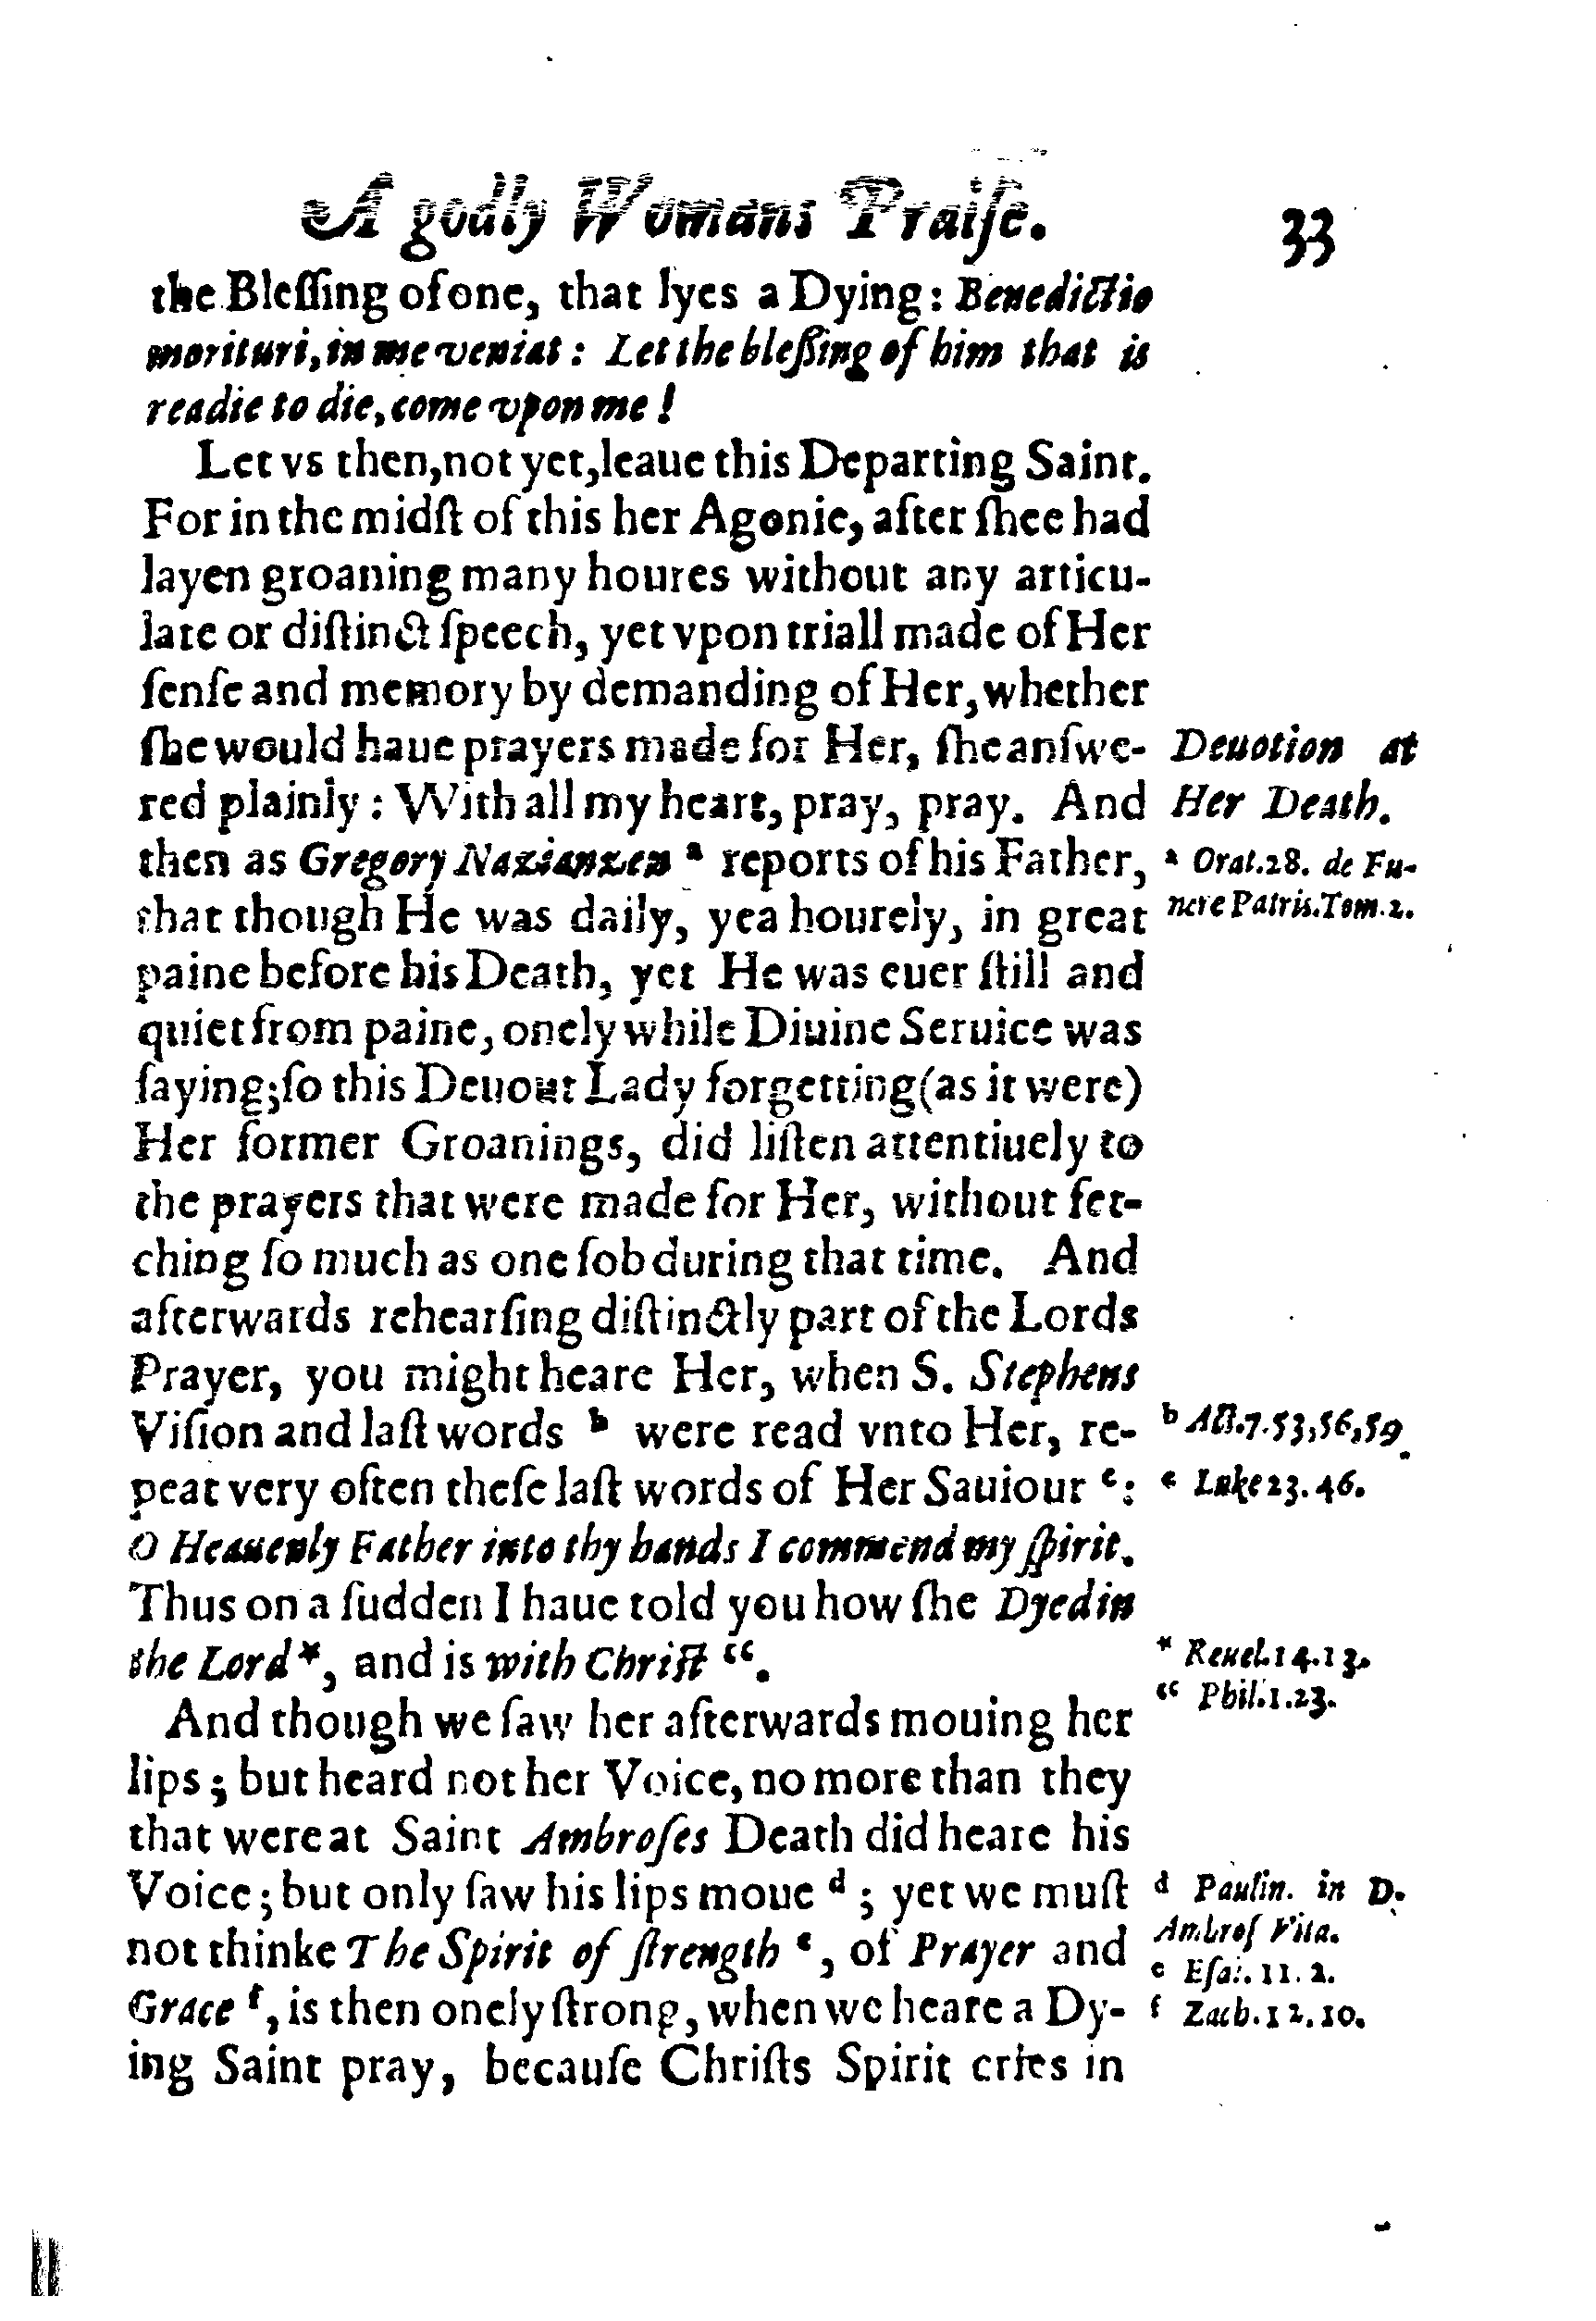 A godly Womans Praiſe. 33
the Bleſſing of one, that lyes a Dying: Benedictio
morituri, in me veniat: Let the bleſſing of him that is
readie to die, come vpon me!
Let vs then, not yet, leaue this Departing Saint.
For in the midſt of this her Agonie, after ſhee had
layen groaning many houres without any articu-
late or diſtinct ſpeech, yet vpon triall made of Her
ſenſe and memory by demanding of Her, whether
ſhe would haue prayers made for Her, ſhe anſwe-
red plainly: With all my heart, pray, pray. And
then as Gregory Nazianzen a reports of his Father,
that though He was daily, yea hourely, in great
paine before his Death, yet He was euer ſtill and
quiet from paine, onely while Diuine Seruice was
ſaying; ſo this Deuout Lady forgetting (as it were)
Her former Groanings, did liſten attentiuely to
the prayers that were made for Her, without fet-
ching ſo much as one ſob during that time. And
afterwards rehearſing diſtinctly part of the Lords
Prayer, you might heare Her, when S. Stephens
Viſion and laſt words b were read vnto Her, re-
peat very often theſe laſt words of Her Sauiour c:
O Heauenly Father into thy hands I commend my ſpirit.
Thus on a ſudden I haue told you how ſhe Dyed in
the Lord*, and is with Chriſt “.
And though we ſaw her afterwards mouing her
lips; but heard not her Voice, no more than they
that were at Saint Ambroſes Death did heare his
Voice; but only ſaw his lips moue d; yet we muſt
not thinke The Spirit of ſtrength e, of Prayer and
Grace f, is then onely ſtrong, when we heare a Dy-
ing Saint pray, becauſe Chriſts Spirit cries in
Deuotion at
Her Death.
a Orat. 28. de Fu-
nere Patris. Tom. 2.
b Act. 7. 53, 56, 59.
c Luke 23. 46.
* Reuel. 14. 13.
“ Phil. 1. 23.
d Paulin. in D.
Ambroſ Vita.
e Eſai. 11. 2.
f Zach. 12. 10.